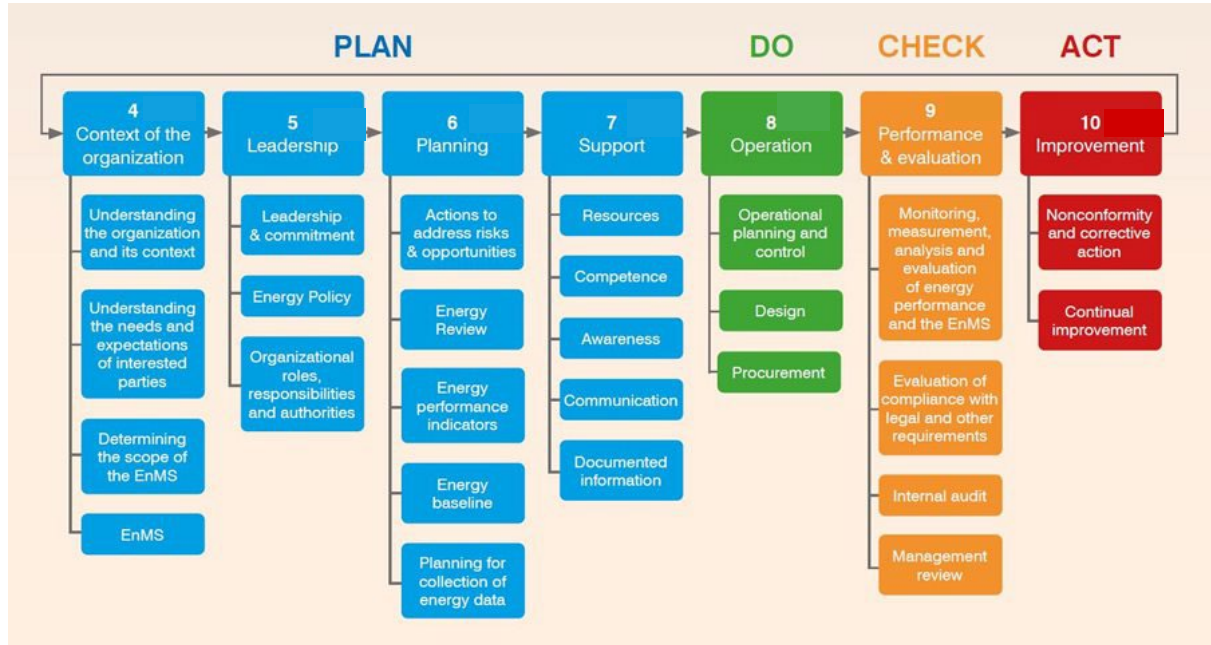 PLAN
DO
CHECK
ACT
4
Context of the
organization
5
Leadership
6
Planning
7
Support
8
Operation
9
Performance
& evaluation
10
Improvement
Understanding
the organization
and its context
Understanding
the needs and
expectations
of interested
parties
Determining
the scope of
the EnMS
EnMS
Leadership
& commitment
Energy Policy
Organizational
roles,
responsibilities
and authorities
Actions to
address risks
& opportunities
Energy
Review
Energy
performance
indicators
Energy
baseline
Planning for
collection of
energy data
Resources
Competence
Awareness
Communication
Documented
information
Operational
planning and
control
Design
Procurement
Monitoring,
measurement,
analysis and
evaluation
of energy
performance
and the EnMS
Evaluation of
compliance with
legal and other
requirements
Internal audit
Management
review
Nonconformity
and corrective
action
Continual
improvement